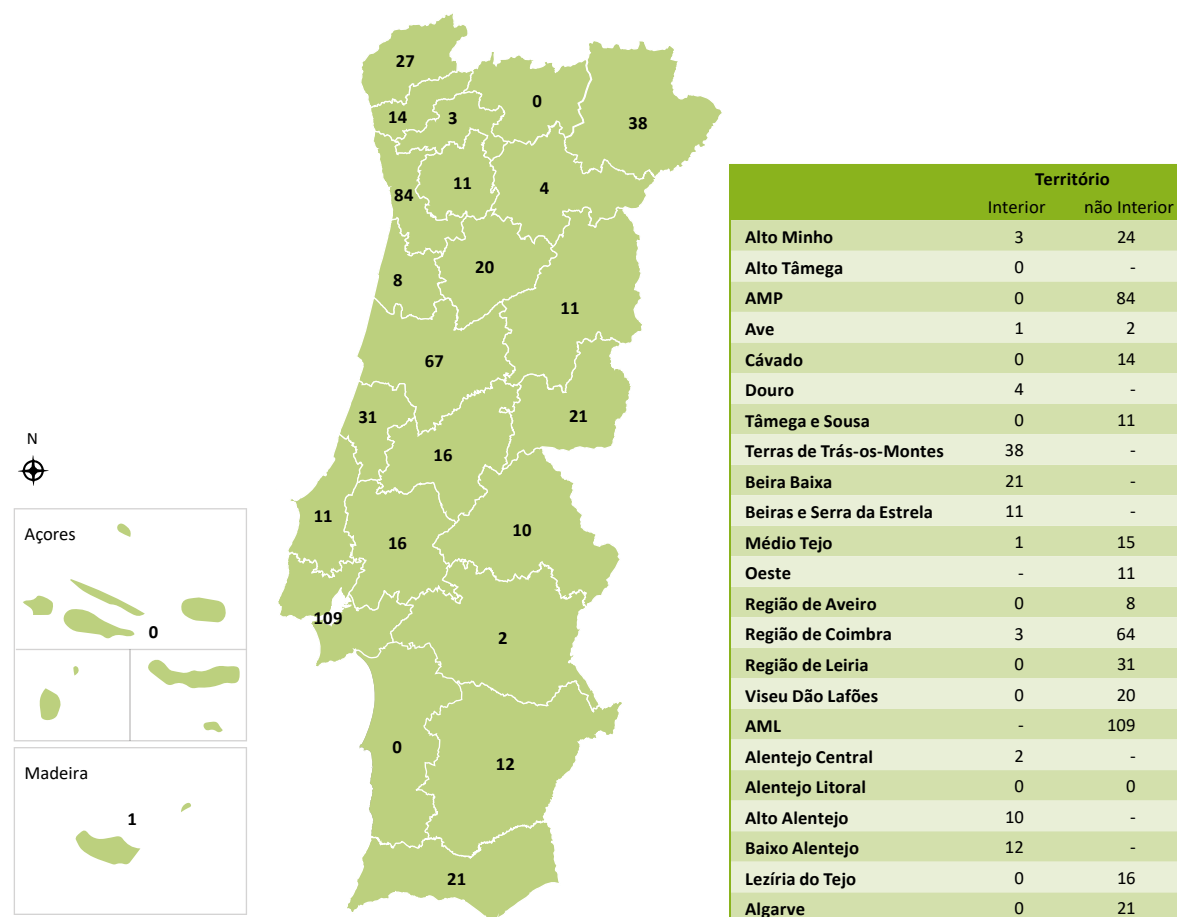 27
0
14
3
38
11
84
4
20
8
11
67
31
21
16
N
11
10
16
Açores
109
0
2
0
12
Madeira
1
21
Território
Interior não Interior
Alto Minho 3 24
Alto Tâmega 0 -
AMP 0 84
Ave 1 2
Cávado 0 14
Douro 4 -
Tâmega e Sousa 0 11
Terras de Trás-os-Montes 38 -
Beira Baixa 21 -
Beiras e Serra da Estrela 11 -
Médio Tejo 1 15
Oeste - 11
Região de Aveiro 0 8
Região de Coimbra 3 64
Região de Leiria 0 31
Viseu Dão Lafões 0 20
AML - 109
Alentejo Central 2 -
Alentejo Litoral 0 0
Alto Alentejo 10 -
Baixo Alentejo 12 -
Lezíria do Tejo 0 16
Algarve 0 21